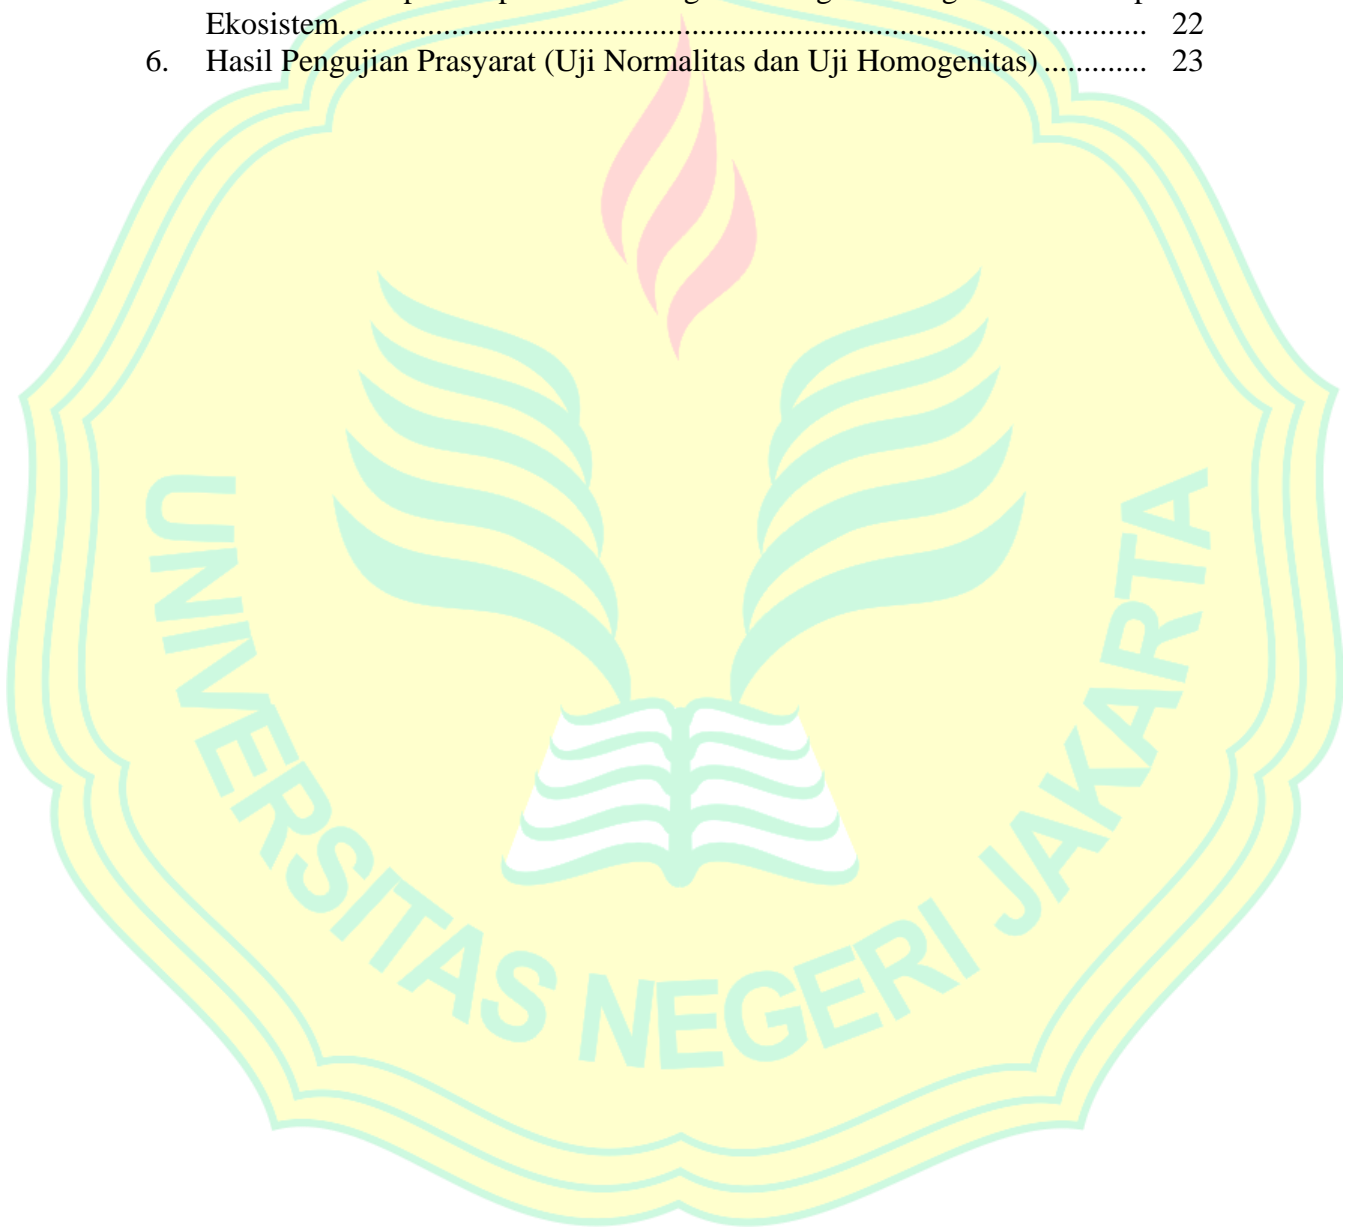 Ekosistem.................................................................................................... 22
6. Hasil Pengujian Prasyarat (Uji Normalitas dan Uji Homogenitas) ............. 23
UNIVERSITAS NEGERI JAKARTA